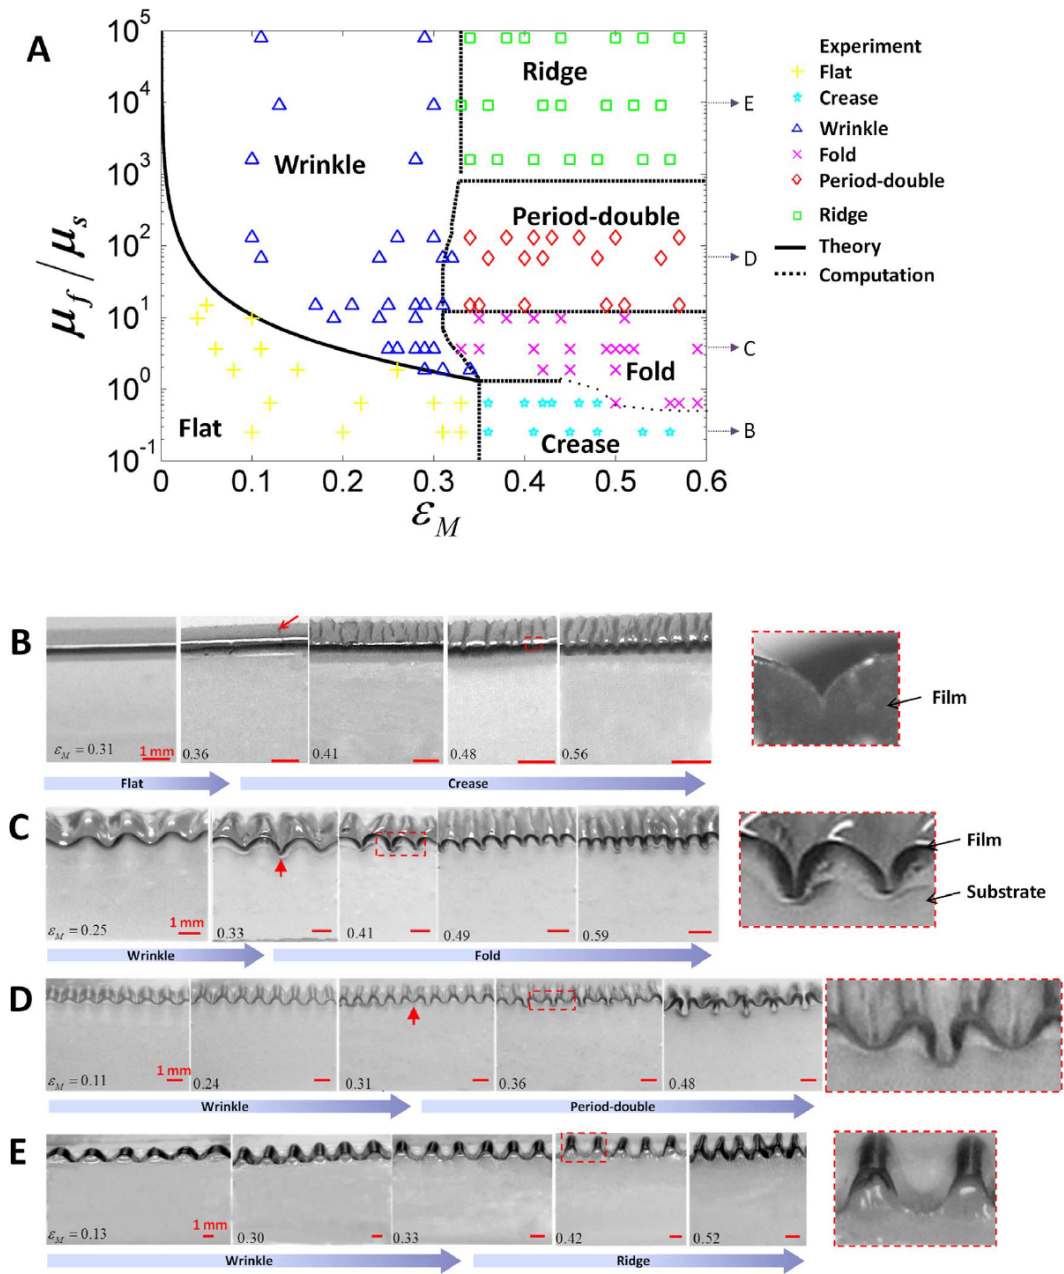 A
10^5
10^4
10^3
10^2
10^1
10^0
10^-1
μ_f / μ_s
0
0.1
0.2
0.3
0.4
0.5
0.6
ε_M
Ridge
Wrinkle
Period-double
Fold
Flat
Crease
E
D
C
B
Experiment
Flat
Crease
Wrinkle
Fold
Period-double
Ridge
Theory
Computation
B
ε_M = 0.31
1 mm
0.36
0.41
0.48
0.56
Film
Flat
Crease
C
ε_M = 0.25
1 mm
0.33
0.41
0.49
0.59
Film
Substrate
Wrinkle
Fold
D
ε_M = 0.11
1 mm
0.24
0.31
0.36
0.48
Wrinkle
Period-double
E
ε_M = 0.13
1 mm
0.30
0.33
0.42
0.52
Wrinkle
Ridge